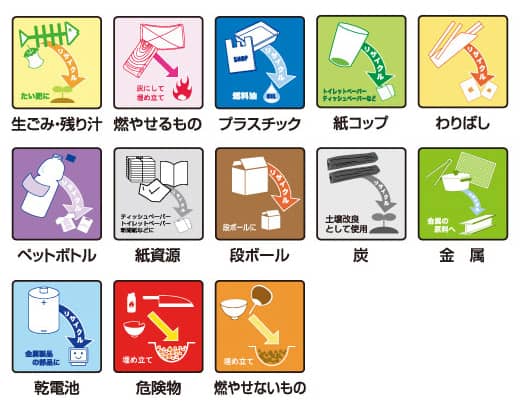 リサイクル
たい肥に
生ごみ・残り汁
灰にして
埋め立て
燃やせるもの
SHOP
リサイクル
燃料油
OIL
プラスチック
リサイクル
トイレットペーパー
ティッシュペーパーなど
紙コップ
リサイクル
わりばし
リサイクル
ペットボトル
リサイクル
ティッシュペーパー
トイレットペーパー
新聞紙などに
紙資源
リサイクル
段ボールに
段ボール
リサイクル
土壌改良
として使用
炭
リサイクル
金属の
原料へ
金 属
リサイクル
金属製品
の部品に
乾電池
埋め立て
危険物
埋め立て
燃やせないもの